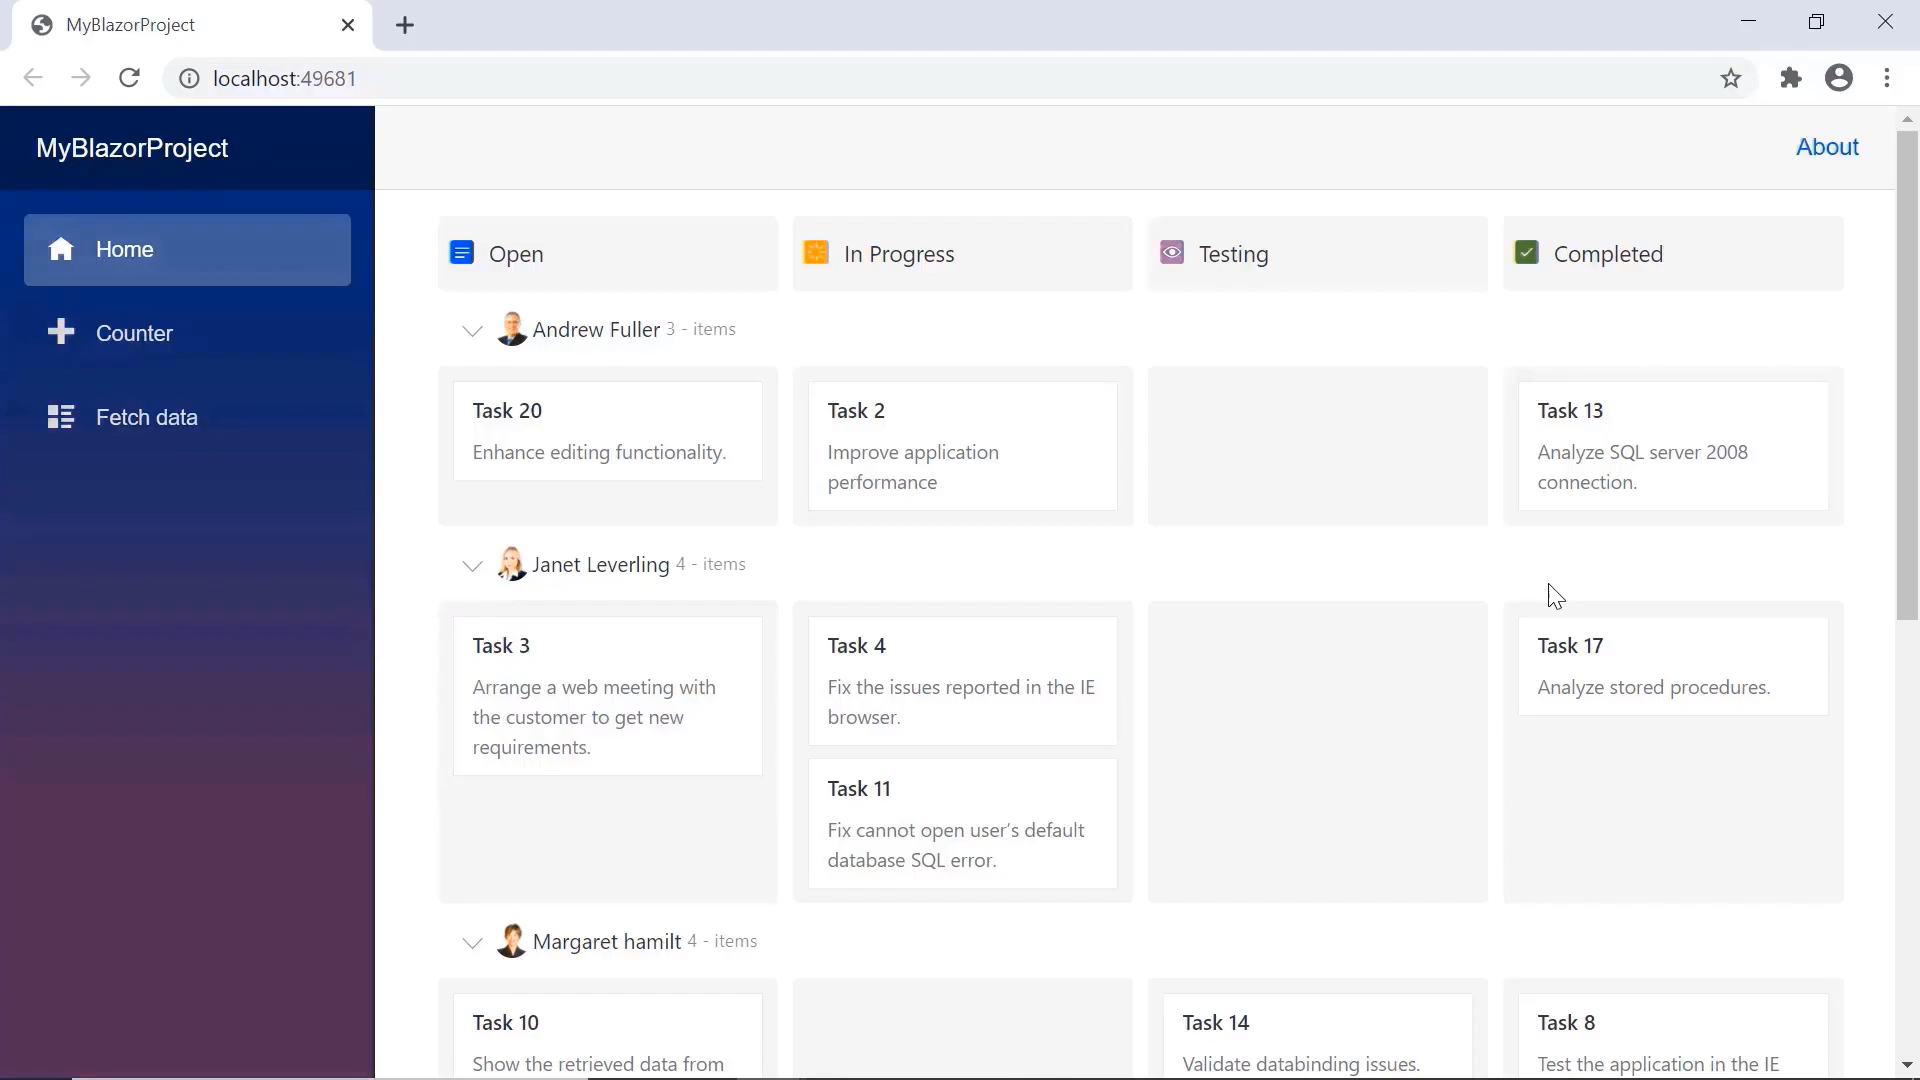 MyBlazorProject
localhost:49681
MyBlazorProject
About
Home
Counter
Fetch data
Open
In Progress
Testing
Completed
Andrew Fuller 3 - items
Task 20
Enhance editing functionality.
Task 2
Improve application
performance
Task 13
Analyze SQL server 2008
connection.
Janet Leverling 4 - items
Task 3
Arrange a web meeting with
the customer to get new
requirements.
Task 4
Fix the issues reported in the IE
browser.
Task 11
Fix cannot open user's default
database SQL error.
Task 17
Analyze stored procedures.
Margaret hamilt 4 - items
Task 10
Show the retrieved data from
Task 14
Validate databinding issues.
Task 8
Test the application in the IE